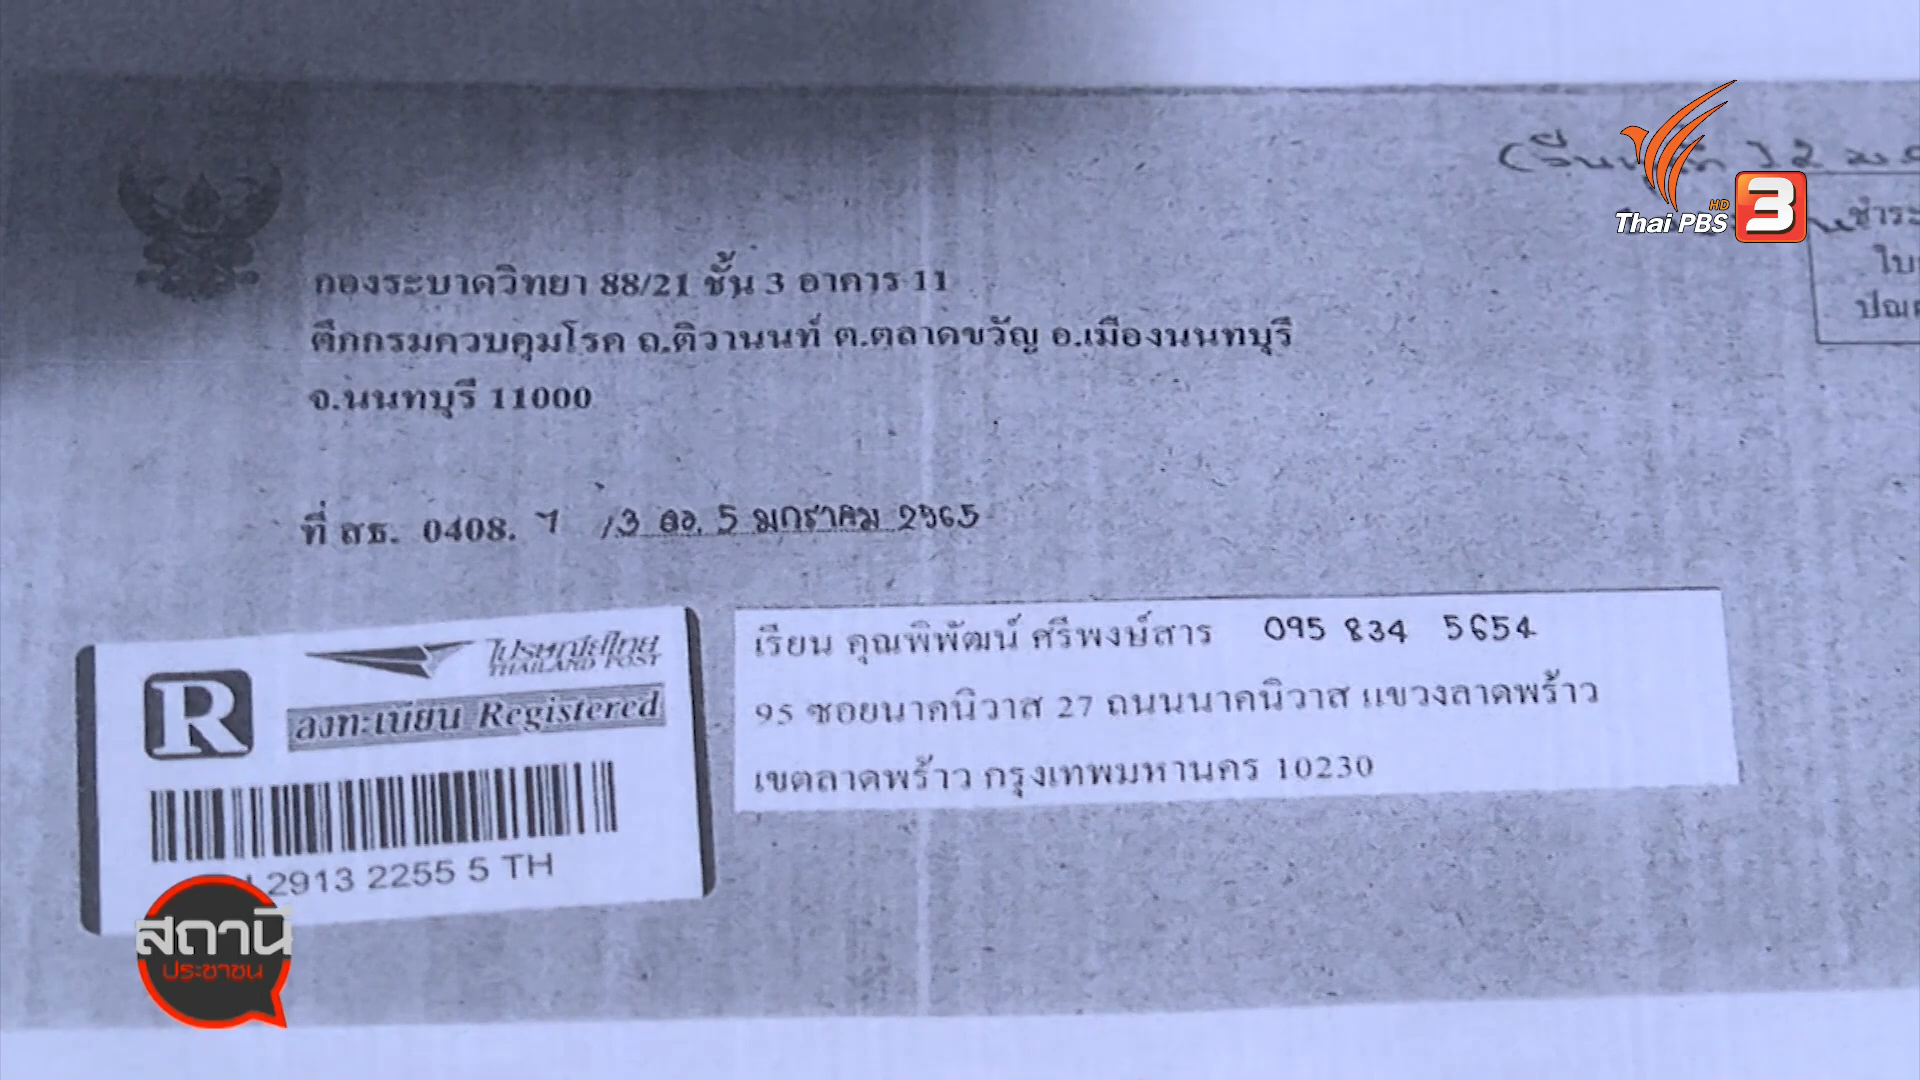 HD
Thai PBS 3
ชำระ
ใบ
กองระบาดวิทยา 88/21 ชั้น 3 อาคาร 11
ตึกกรมควบคุมโรค ถ.ติวานนท์ ต.ตลาดขวัญ อ.เมืองนนทบุรี
จ.นนทบุรี 11000
ที่ สธ. 0408. 7 /3 ลว. 5 มกราคม 2565
ไปรษณีย์ไทย
THAILAND POST
R
ลงทะเบียน Registered
2913 2255 5 TH
เรียน คุณพิพัฒน์ ศรีพงษ์สาร 095 834 5654
95 ซอยนาคนิวาส 27 ถนนนาคนิวาส แขวงลาดพร้าว
เขตลาดพร้าว กรุงเทพมหานคร 10230
สถานี
ประชาชน